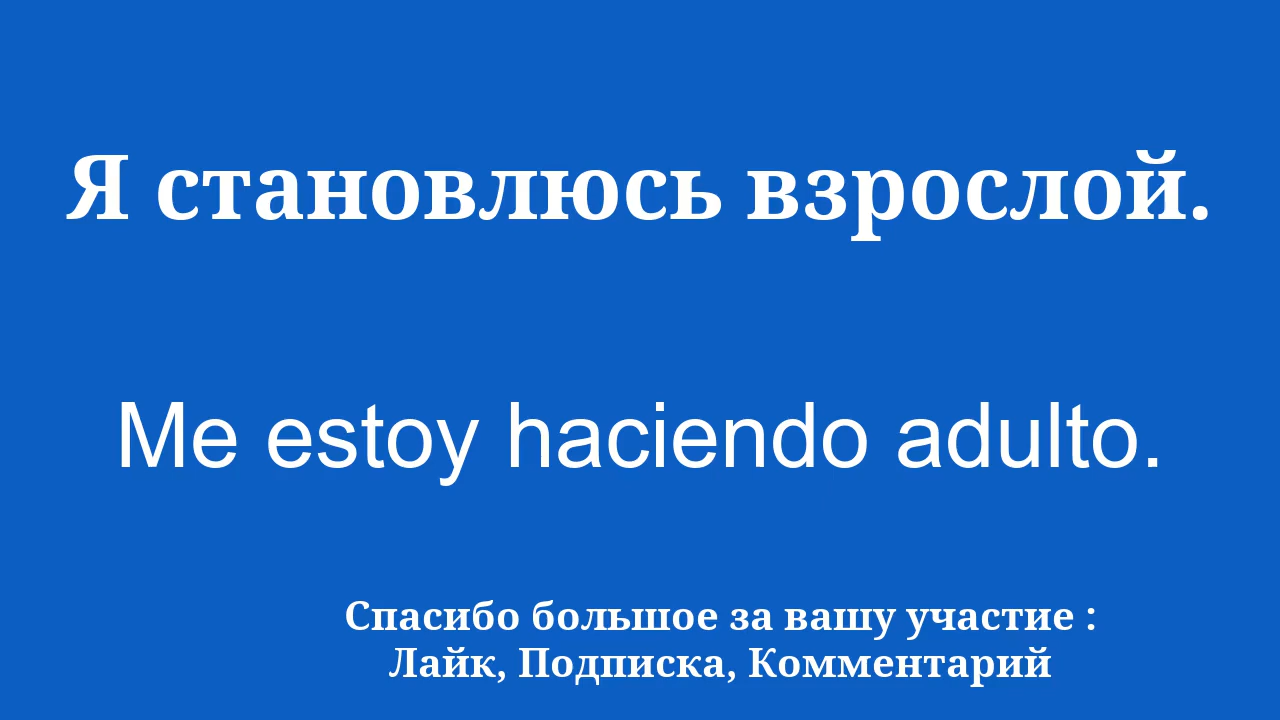 Я становлюсь взрослой.
Me estoy haciendo adulto.
Спасибо большое за вашу участие :
Лайк, Подписка, Комментарий